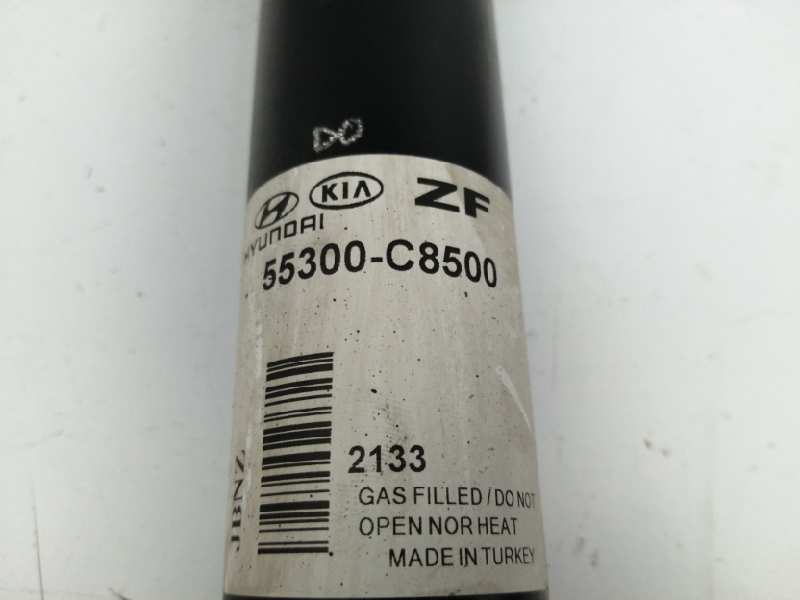 HYUNDAI
KIA
ZF
55300-C8500
2133
GAS FILLED / DO NOT
OPEN NOR HEAT
MADE IN TURKEY